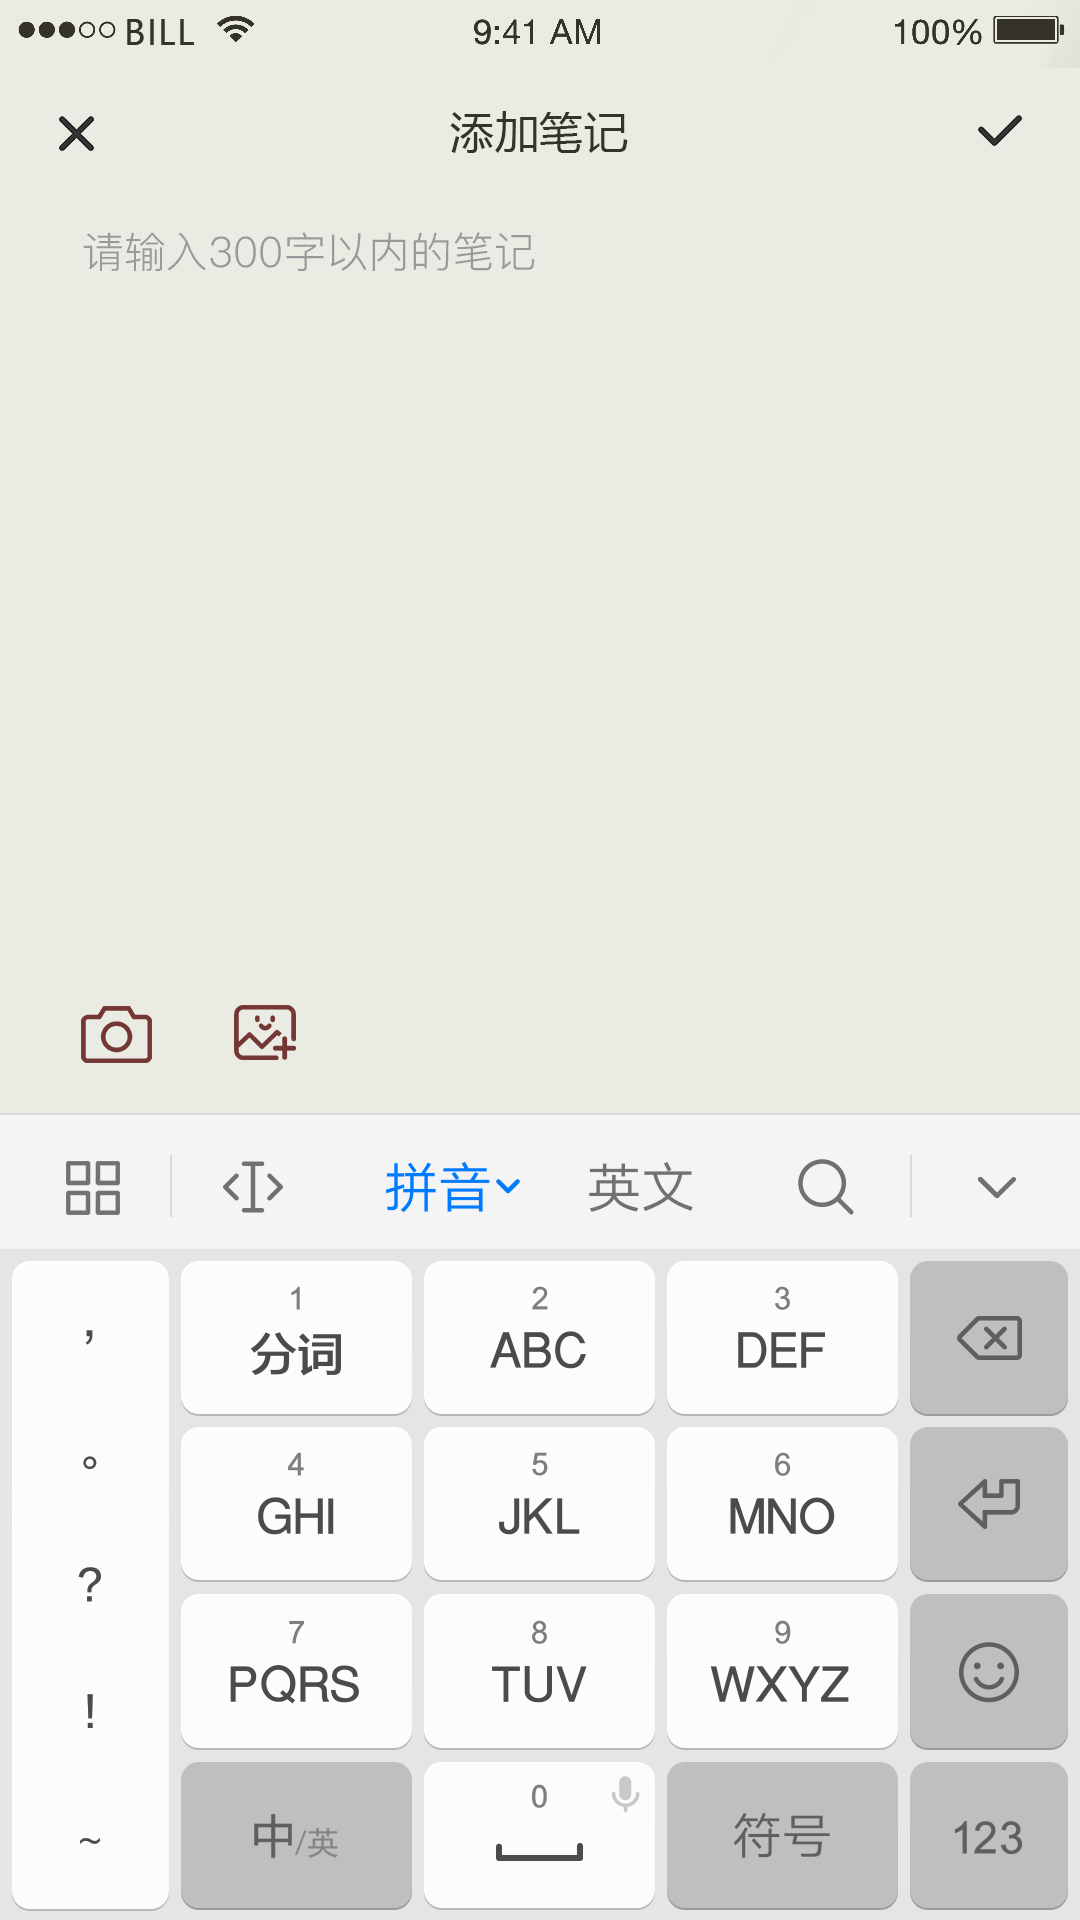 BILL 9:41 AM 100%
添加笔记
请输入300字以内的笔记
拼音 英文
, 1 2 3
分词 ABC DEF
。 4 5 6
GHI JKL MNO
? 7 8 9
! PQRS TUV WXYZ
0
~ 中/英 符号 123